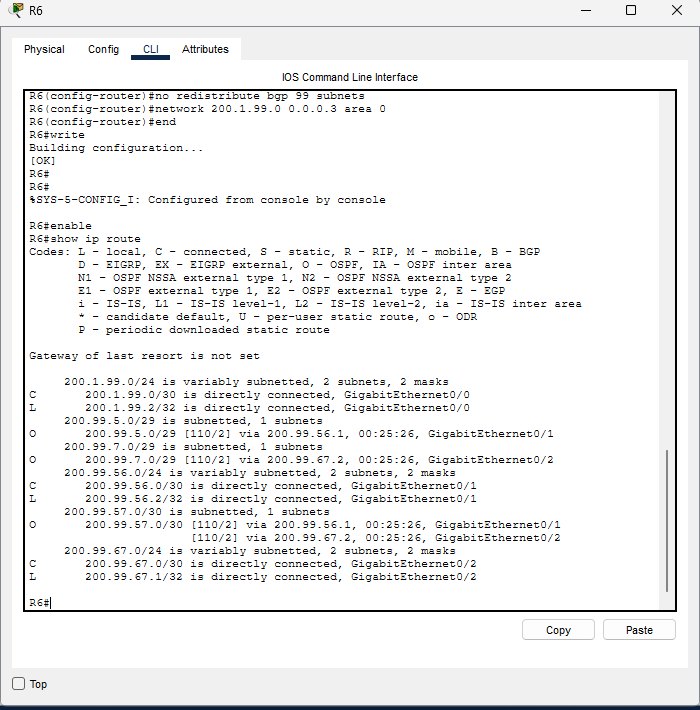 R6
Physical Config CLI Attributes
IOS Command Line Interface
R6(config-router)#no redistribute bgp 99 subnets
R6(config-router)#network 200.1.99.0 0.0.0.3 area 0
R6(config-router)#end
R6#write
Building configuration...
[OK]
R6#
R6#
%SYS-5-CONFIG_I: Configured from console by console
R6#enable
R6#show ip route
Codes: L - local, C - connected, S - static, R - RIP, M - mobile, B - BGP
D - EIGRP, EX - EIGRP external, O - OSPF, IA - OSPF inter area
N1 - OSPF NSSA external type 1, N2 - OSPF NSSA external type 2
E1 - OSPF external type 1, E2 - OSPF external type 2, E - EGP
i - IS-IS, L1 - IS-IS level-1, L2 - IS-IS level-2, ia - IS-IS inter area
* - candidate default, U - per-user static route, o - ODR
P - periodic downloaded static route
Gateway of last resort is not set
200.1.99.0/24 is variably subnetted, 2 subnets, 2 masks
C 200.1.99.0/30 is directly connected, GigabitEthernet0/0
L 200.1.99.2/32 is directly connected, GigabitEthernet0/0
200.99.5.0/29 is subnetted, 1 subnets
O 200.99.5.0/29 [110/2] via 200.99.56.1, 00:25:26, GigabitEthernet0/1
200.99.7.0/29 is subnetted, 1 subnets
O 200.99.7.0/29 [110/2] via 200.99.67.2, 00:25:26, GigabitEthernet0/2
200.99.56.0/24 is variably subnetted, 2 subnets, 2 masks
C 200.99.56.0/30 is directly connected, GigabitEthernet0/1
L 200.99.56.2/32 is directly connected, GigabitEthernet0/1
200.99.57.0/30 is subnetted, 1 subnets
O 200.99.57.0/30 [110/2] via 200.99.56.1, 00:25:26, GigabitEthernet0/1
[110/2] via 200.99.67.2, 00:25:26, GigabitEthernet0/2
200.99.67.0/24 is variably subnetted, 2 subnets, 2 masks
C 200.99.67.0/30 is directly connected, GigabitEthernet0/2
L 200.99.67.1/32 is directly connected, GigabitEthernet0/2
R6#
Copy Paste
Top